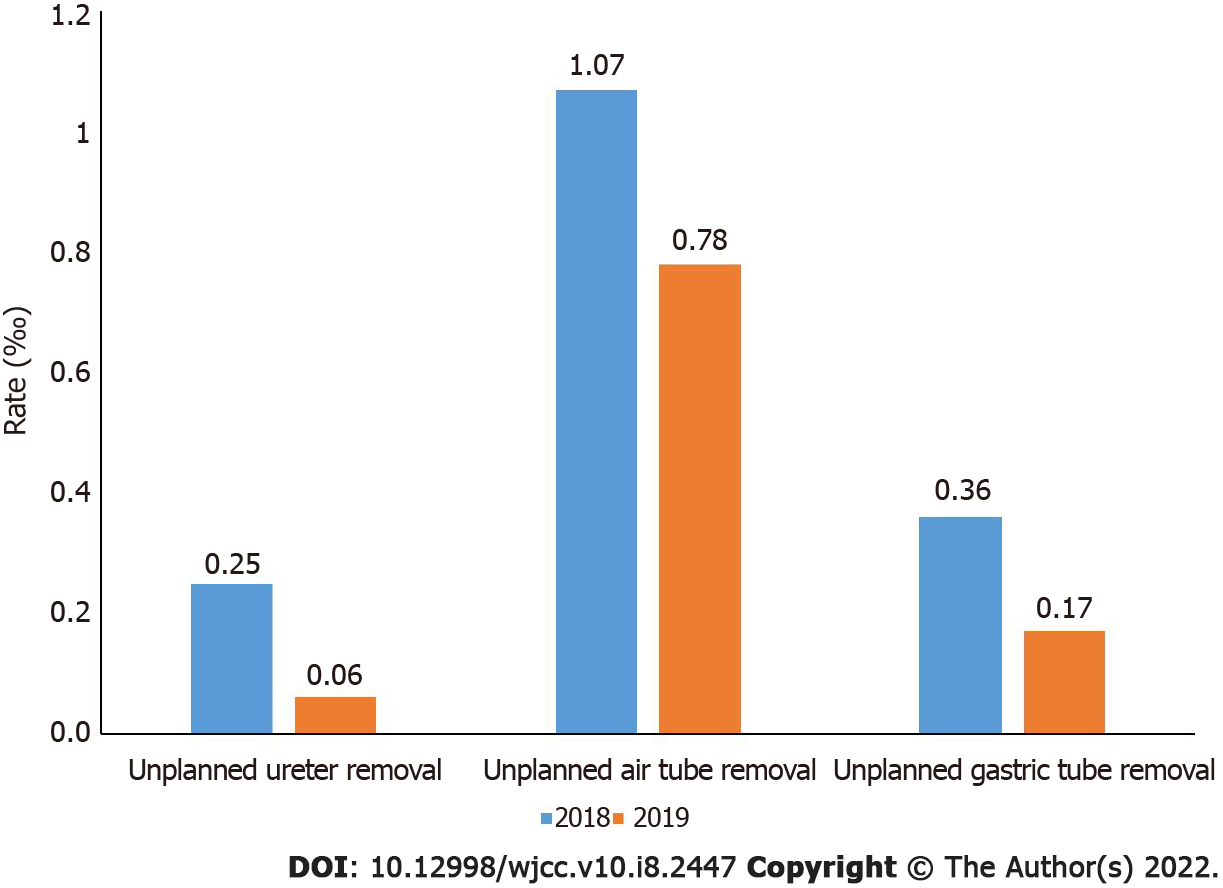 1.2
1
0.8
0.6
0.4
0.2
0.0
Rate (‰)
0.25
0.06
1.07
0.78
0.36
0.17
Unplanned ureter removal
Unplanned air tube removal
Unplanned gastric tube removal
2018 2019
DOI: 10.12998/wjcc.v10.i8.2447 Copyright © The Author(s) 2022.